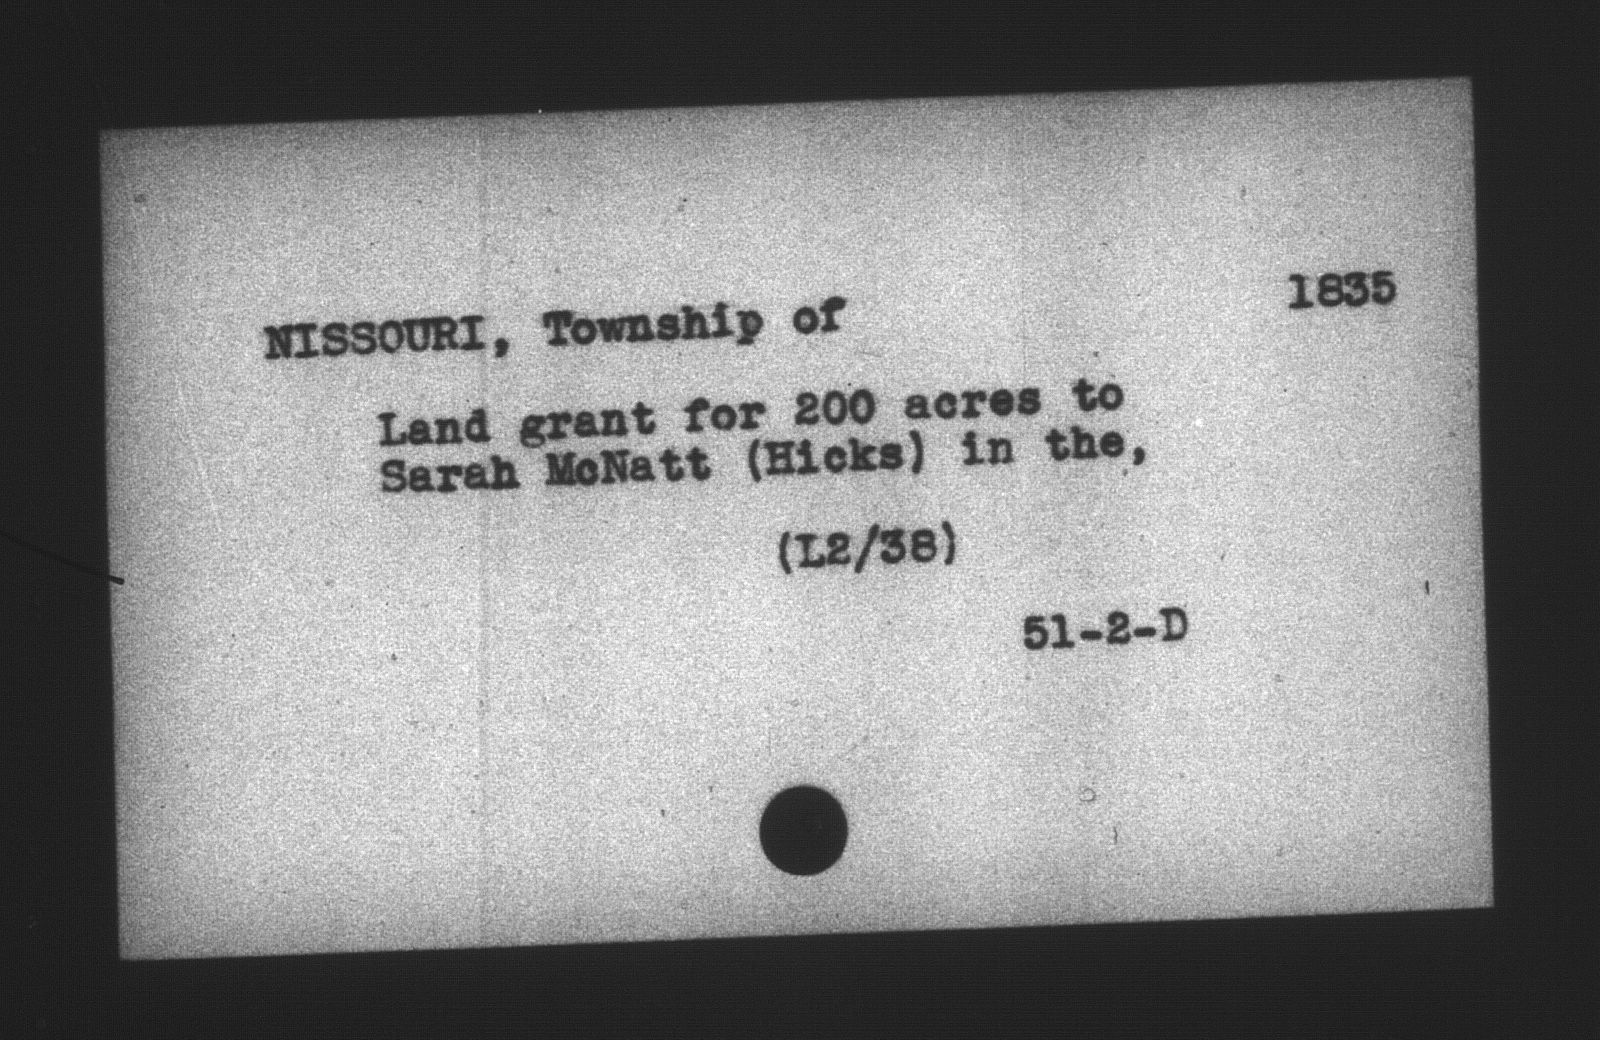 1835
NISSOURI, Township of
Land grant for 200 acres to
Sarah McNatt (Hicks) in the,
(L2/38)
51-2-D